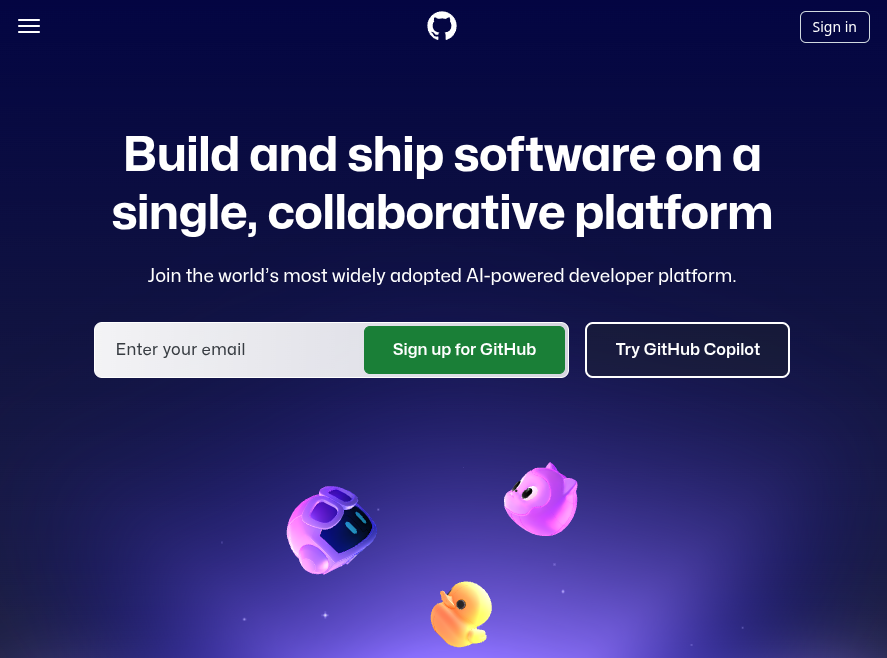 Sign in
Build and ship software on a
single, collaborative platform
Join the world’s most widely adopted AI-powered developer platform.
Enter your email
Sign up for GitHub
Try GitHub Copilot